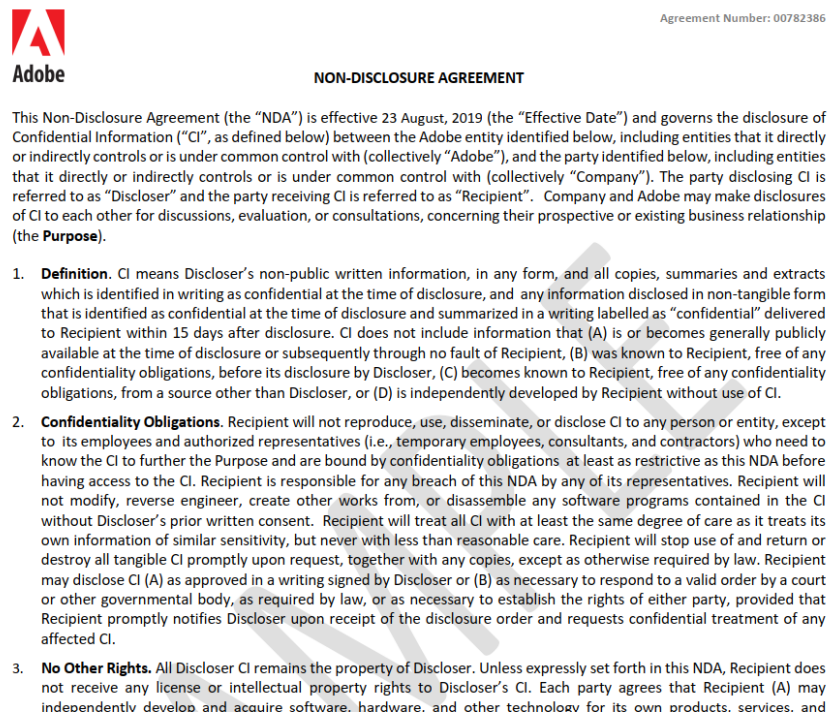 Agreement Number: 00782386
Adobe
NON-DISCLOSURE AGREEMENT
This Non-Disclosure Agreement (the “NDA”) is effective 23 August, 2019 (the “Effective Date”) and governs the disclosure of
Confidential Information (“CI”, as defined below) between the Adobe entity identified below, including entities that it directly
or indirectly controls or is under common control with (collectively “Adobe”), and the party identified below, including entities
that it directly or indirectly controls or is under common control with (collectively “Company”). The party disclosing CI is
referred to as “Discloser” and the party receiving CI is referred to as “Recipient”. Company and Adobe may make disclosures
of CI to each other for discussions, evaluation, or consultations, concerning their prospective or existing business relationship
(the Purpose).
1. Definition. CI means Discloser’s non-public written information, in any form, and all copies, summaries and extracts
which is identified in writing as confidential at the time of disclosure, and any information disclosed in non-tangible form
that is identified as confidential at the time of disclosure and summarized in a writing labelled as “confidential” delivered
to Recipient within 15 days after disclosure. CI does not include information that (A) is or becomes generally publicly
available at the time of disclosure or subsequently through no fault of Recipient, (B) was known to Recipient, free of any
confidentiality obligations, before its disclosure by Discloser, (C) becomes known to Recipient, free of any confidentiality
obligations, from a source other than Discloser, or (D) is independently developed by Recipient without use of CI.
2. Confidentiality Obligations. Recipient will not reproduce, use, disseminate, or disclose CI to any person or entity, except
to its employees and authorized representatives (i.e., temporary employees, consultants, and contractors) who need to
know the CI to further the Purpose and are bound by confidentiality obligations at least as restrictive as this NDA before
having access to the CI. Recipient is responsible for any breach of this NDA by any of its representatives. Recipient will
not modify, reverse engineer, create other works from, or disassemble any software programs contained in the CI
without Discloser’s prior written consent. Recipient will treat all CI with at least the same degree of care as it treats its
own information of similar sensitivity, but never with less than reasonable care. Recipient will stop use of and return or
destroy all tangible CI promptly upon request, together with any copies, except as otherwise required by law. Recipient
may disclose CI (A) as approved in a writing signed by Discloser or (B) as necessary to respond to a valid order by a court
or other governmental body, as required by law, or as necessary to establish the rights of either party, provided that
Recipient promptly notifies Discloser upon receipt of the disclosure order and requests confidential treatment of any
affected CI.
3. No Other Rights. All Discloser CI remains the property of Discloser. Unless expressly set forth in this NDA, Recipient does
not receive any license or intellectual property rights to Discloser’s CI. Each party agrees that Recipient (A) may
independently develop and acquire software, hardware, and other technology for its own products, services, and
AMPLE